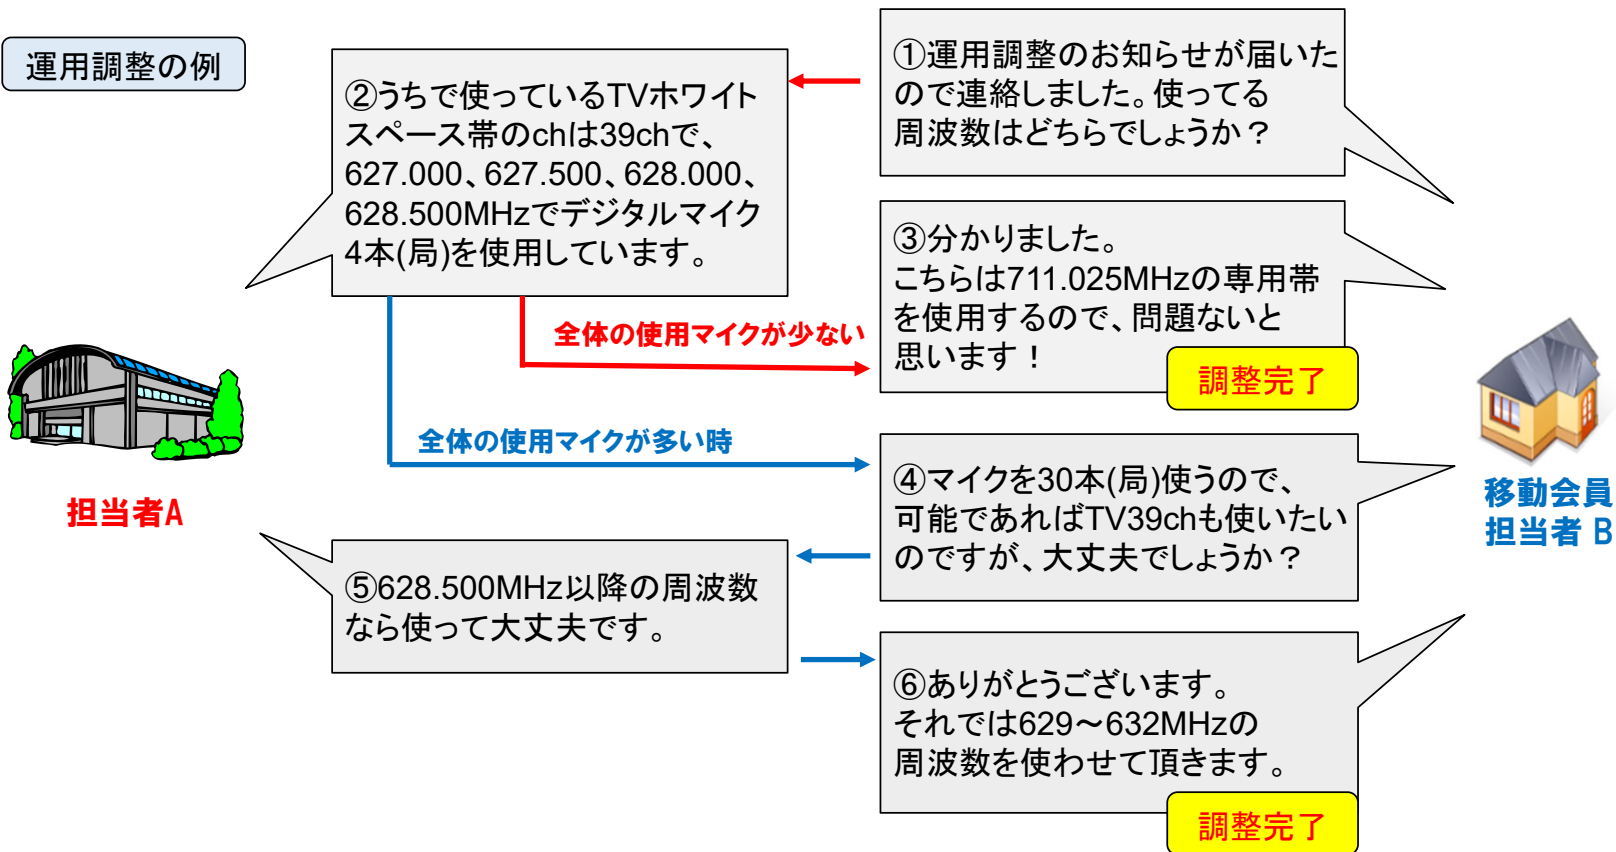 運用調整の例
①運用調整のお知らせが届いた
ので連絡しました。使ってる
周波数はどちらでしょうか？
②うちで使っているTVホワイト
スペース帯のchは39chで、
627.000、627.500、628.000、
628.500MHzでデジタルマイク
4本(局)を使用しています。
③分かりました。
こちらは711.025MHzの専用帯
を使用するので、問題ないと
思います！
調整完了
全体の使用マイクが少ない
全体の使用マイクが多い時
④マイクを30本(局)使うので、
可能であればTV39chも使いたい
のですが、大丈夫でしょうか？
担当者A
移動会員
担当者 B
⑤628.500MHz以降の周波数
なら使って大丈夫です。
⑥ありがとうございます。
それでは629～632MHzの
周波数を使わせて頂きます。
調整完了